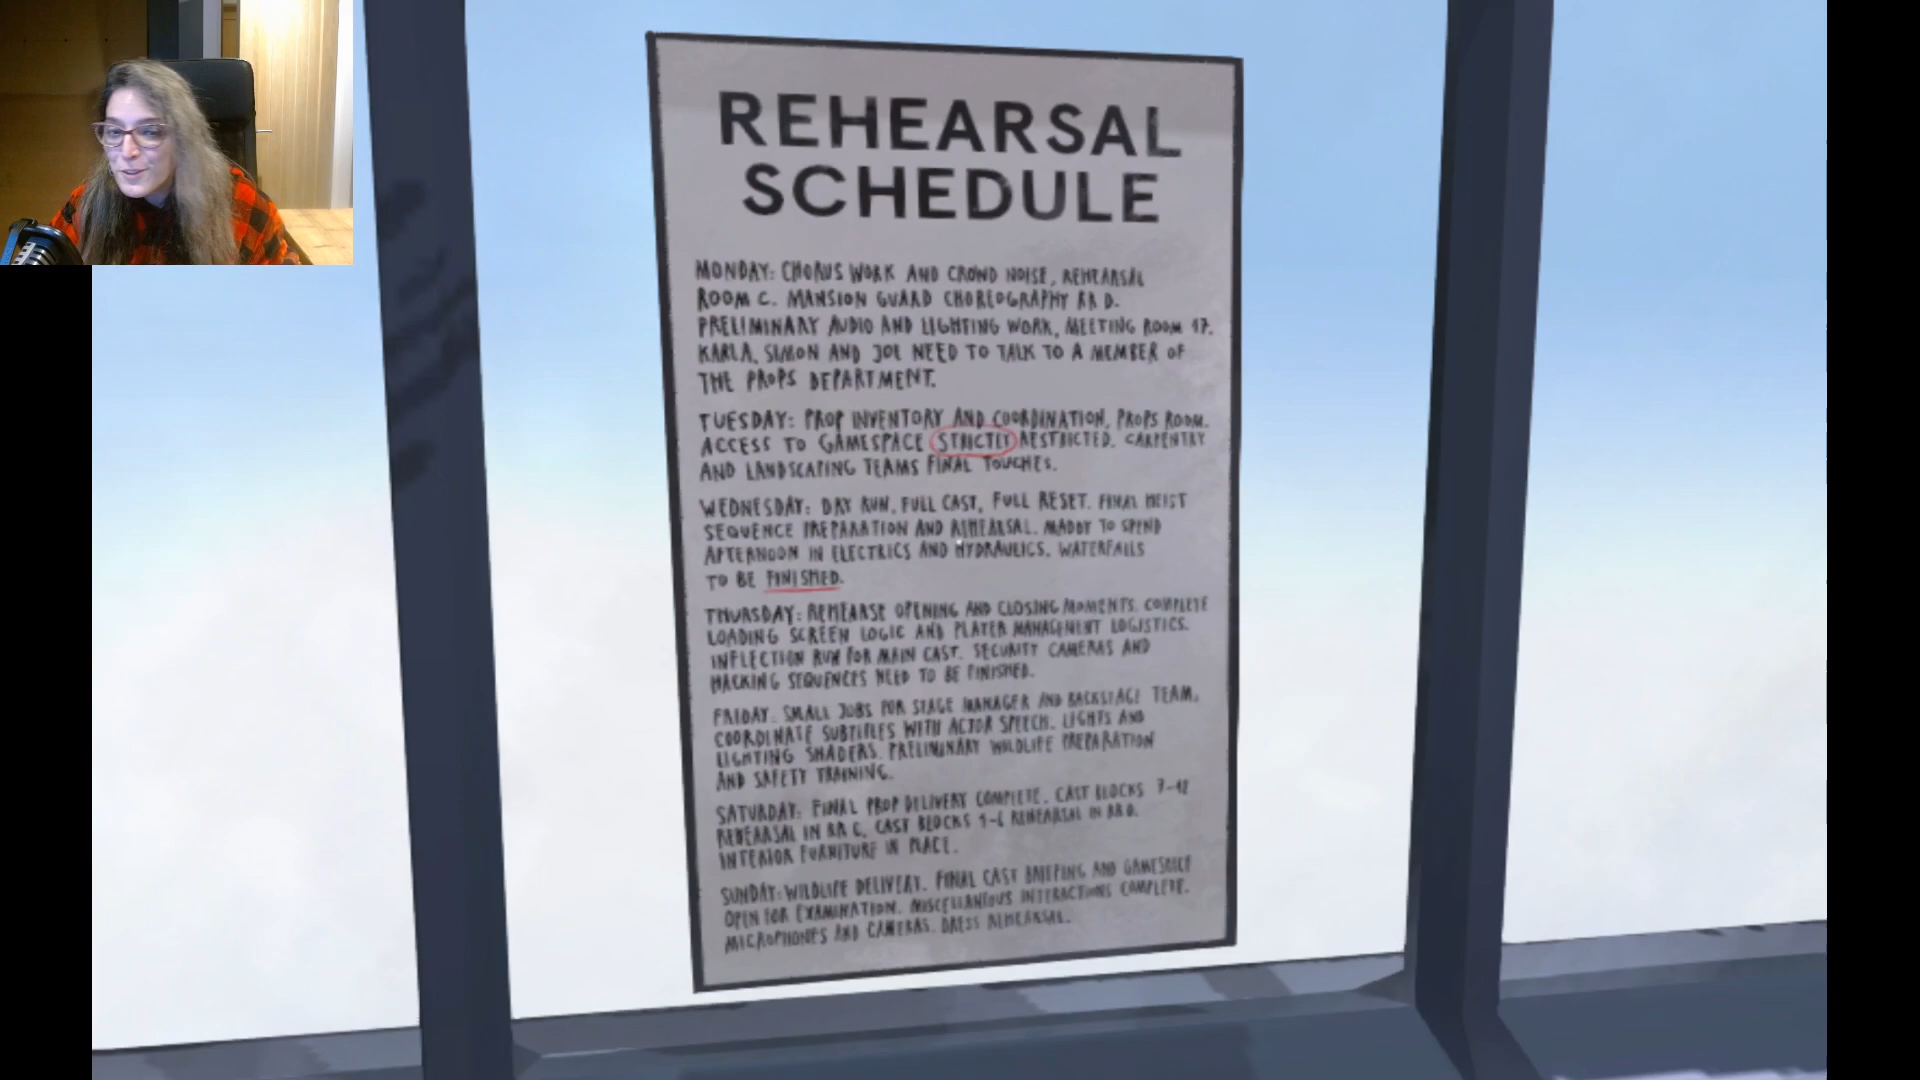 REHEARSAL
SCHEDULE
MONDAY: CHORUS WORK AND CROWD NOISE, REHEARSAL
ROOM C. MANSION GUARD CHOREOGRAPHY RR D.
PRELIMINARY AUDIO AND LIGHTING WORK, MEETING ROOM 17.
KARLA, SIMON AND JOE NEED TO TALK TO A MEMBER OF
THE PROPS DEPARTMENT.
TUESDAY: PROP INVENTORY AND COORDINATION, PROPS ROOM.
ACCESS TO GAMESPACE STRICTLY RESTRICTED. CARPENTRY
AND LANDSCAPING TEAMS FINAL TOUCHES.
WEDNESDAY: DRY RUN, FULL CAST, FULL RESET. FINAL HEIST
SEQUENCE PREPARATION AND REHEARSAL. MADDY TO SPEND
AFTERNOON IN ELECTRICS AND HYDRAULICS. WATERFALLS
TO BE FINISHED.
THURSDAY: REHEARSE OPENING AND CLOSING MOMENTS. COMPLETE
LOADING SCREEN LOGIC AND PLAYER MANAGEMENT LOGISTICS.
INFLECTION RUN FOR MAIN CAST. SECURITY CAMERAS AND
HACKING SEQUENCES NEED TO BE FINISHED.
FRIDAY: SMALL JOBS FOR STAGE MANAGER AND BACKSTAGE TEAM.
COORDINATE SUBTITLES WITH ACTOR SPEECH. LIGHTS AND
LIGHTING SHADERS. PRELIMINARY WILDLIFE PREPARATION
AND SAFETY TRAINING.
SATURDAY: FINAL PROP DELIVERY COMPLETE. CAST BLOCKS 7-12
REHEARSAL IN RR C, CAST BLOCKS 1-6 REHEARSAL IN RR D.
INTERIOR FURNITURE IN PLACE.
SUNDAY: WILDLIFE DELIVERY. FINAL CAST BRIEFING AND GAMESPACE
OPEN FOR EXAMINATION. MISCELLANEOUS INTERACTIONS COMPLETE.
MICROPHONES AND CAMERAS. DRESS REHEARSAL.